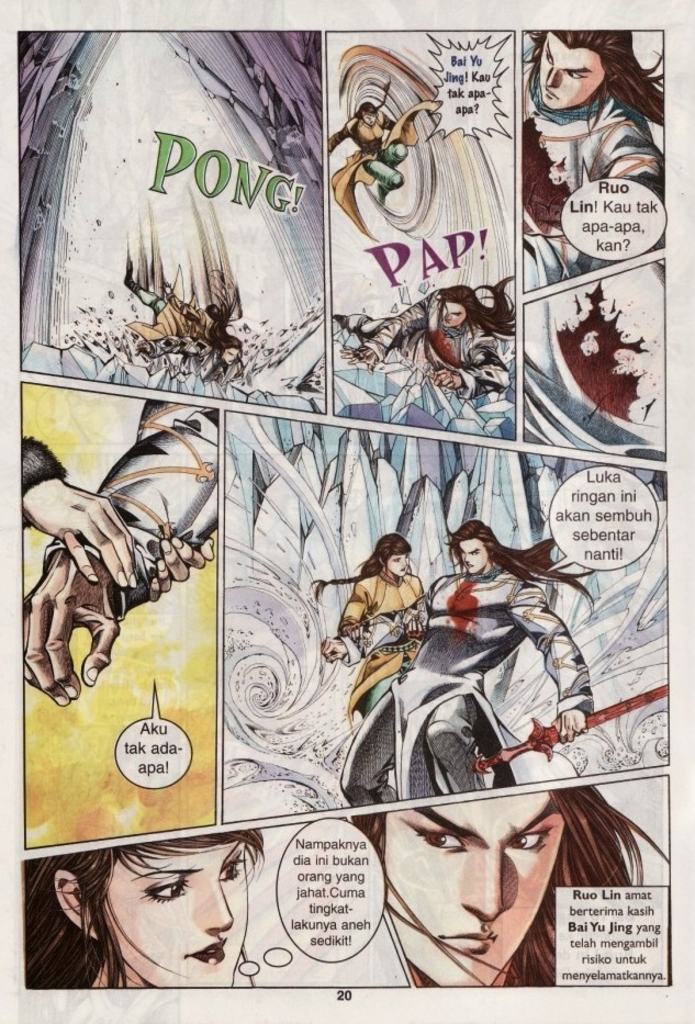 PONG!
Bai Yu
Jing! Kau
tak apa-
apa?
PAP!
Ruo
Lin! Kau tak
apa-apa,
kan?
Aku
tak ada-
apa!
Luka
ringan ini
akan sembuh
sebentar
nanti!
Nampaknya
dia ini bukan
orang yang
jahat.Cuma
tingkat-
lakunya aneh
sedikit!
Ruo Lin amat
berterima kasih
Bai Yu Jing yang
telah mengambil
risiko untuk
menyelamatkannya.
20